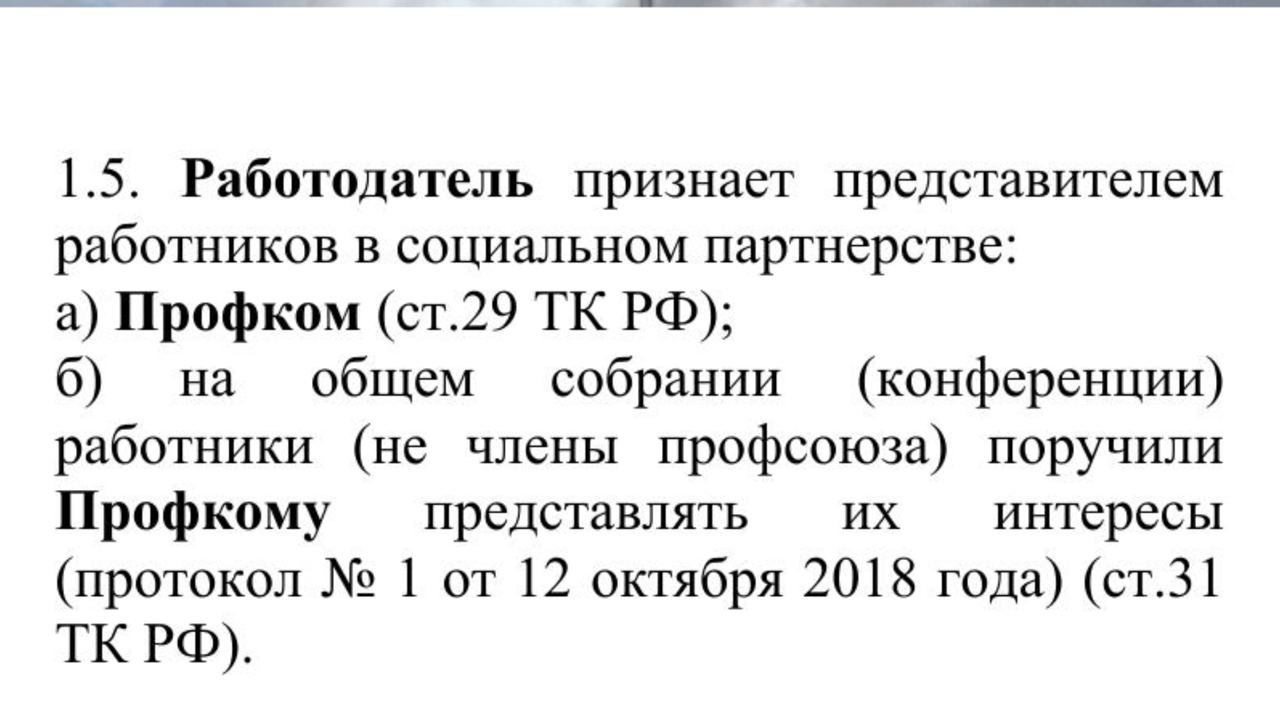 1.5. Работодатель признает представителем
работников в социальном партнерстве:
а) Профком (ст.29 ТК РФ);
б) на общем собрании (конференции)
работники (не члены профсоюза) поручили
Профкому представлять их интересы
(протокол № 1 от 12 октября 2018 года) (ст.31
ТК РФ).